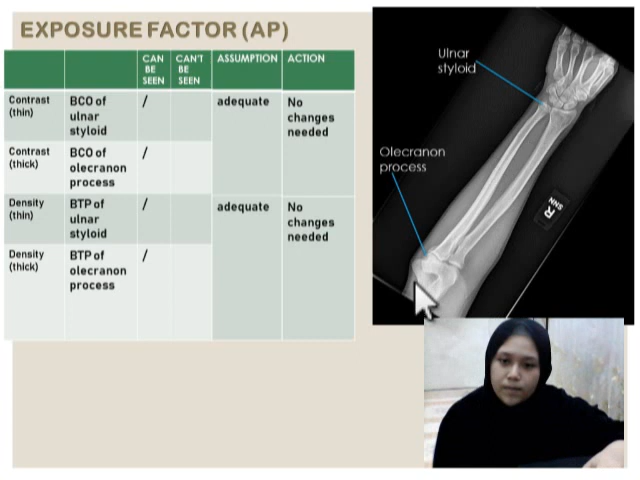 EXPOSURE FACTOR (AP)
CAN BE SEEN
CAN'T BE SEEN
ASSUMPTION
ACTION
Contrast (thin)
BCO of ulnar styloid
/
adequate
No changes needed
Contrast (thick)
BCO of olecranon process
/
Density (thin)
BTP of ulnar styloid
/
adequate
No changes needed
Density (thick)
BTP of olecranon process
/
Ulnar styloid
Olecranon process
R
SNN